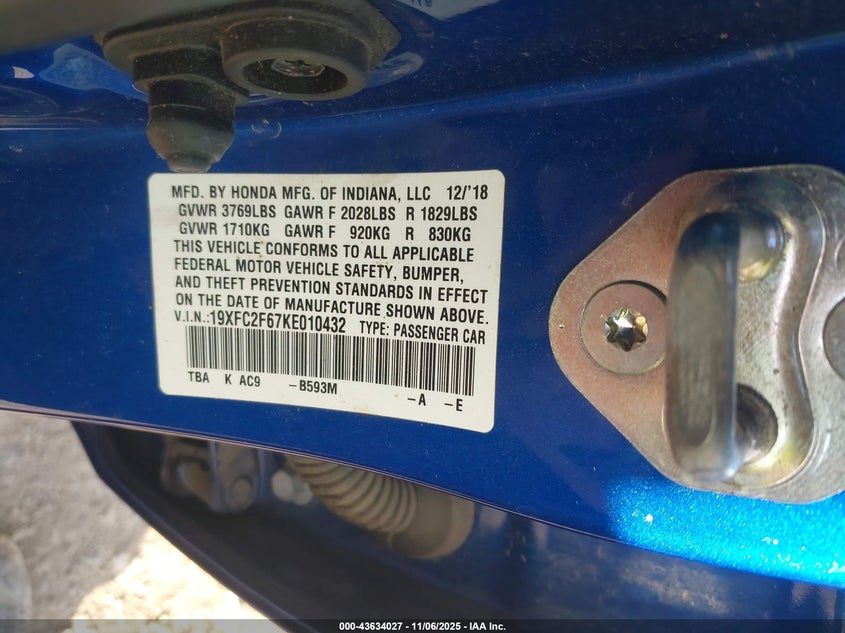 MFD. BY HONDA MFG. OF INDIANA, LLC 12/'18
GVWR 3769LBS GAWR F 2028LBS R 1829LBS
GVWR 1710KG GAWR F 920KG R 830KG
THIS VEHICLE CONFORMS TO ALL APPLICABLE
FEDERAL MOTOR VEHICLE SAFETY, BUMPER,
AND THEFT PREVENTION STANDARDS IN EFFECT
ON THE DATE OF MANUFACTURE SHOWN ABOVE.
V.I.N.:19XFC2F67KE010432 TYPE: PASSENGER CAR
TBA K AC9 -B593M
-A -E
000-43634027 - 11/06/2025 - IAA Inc.